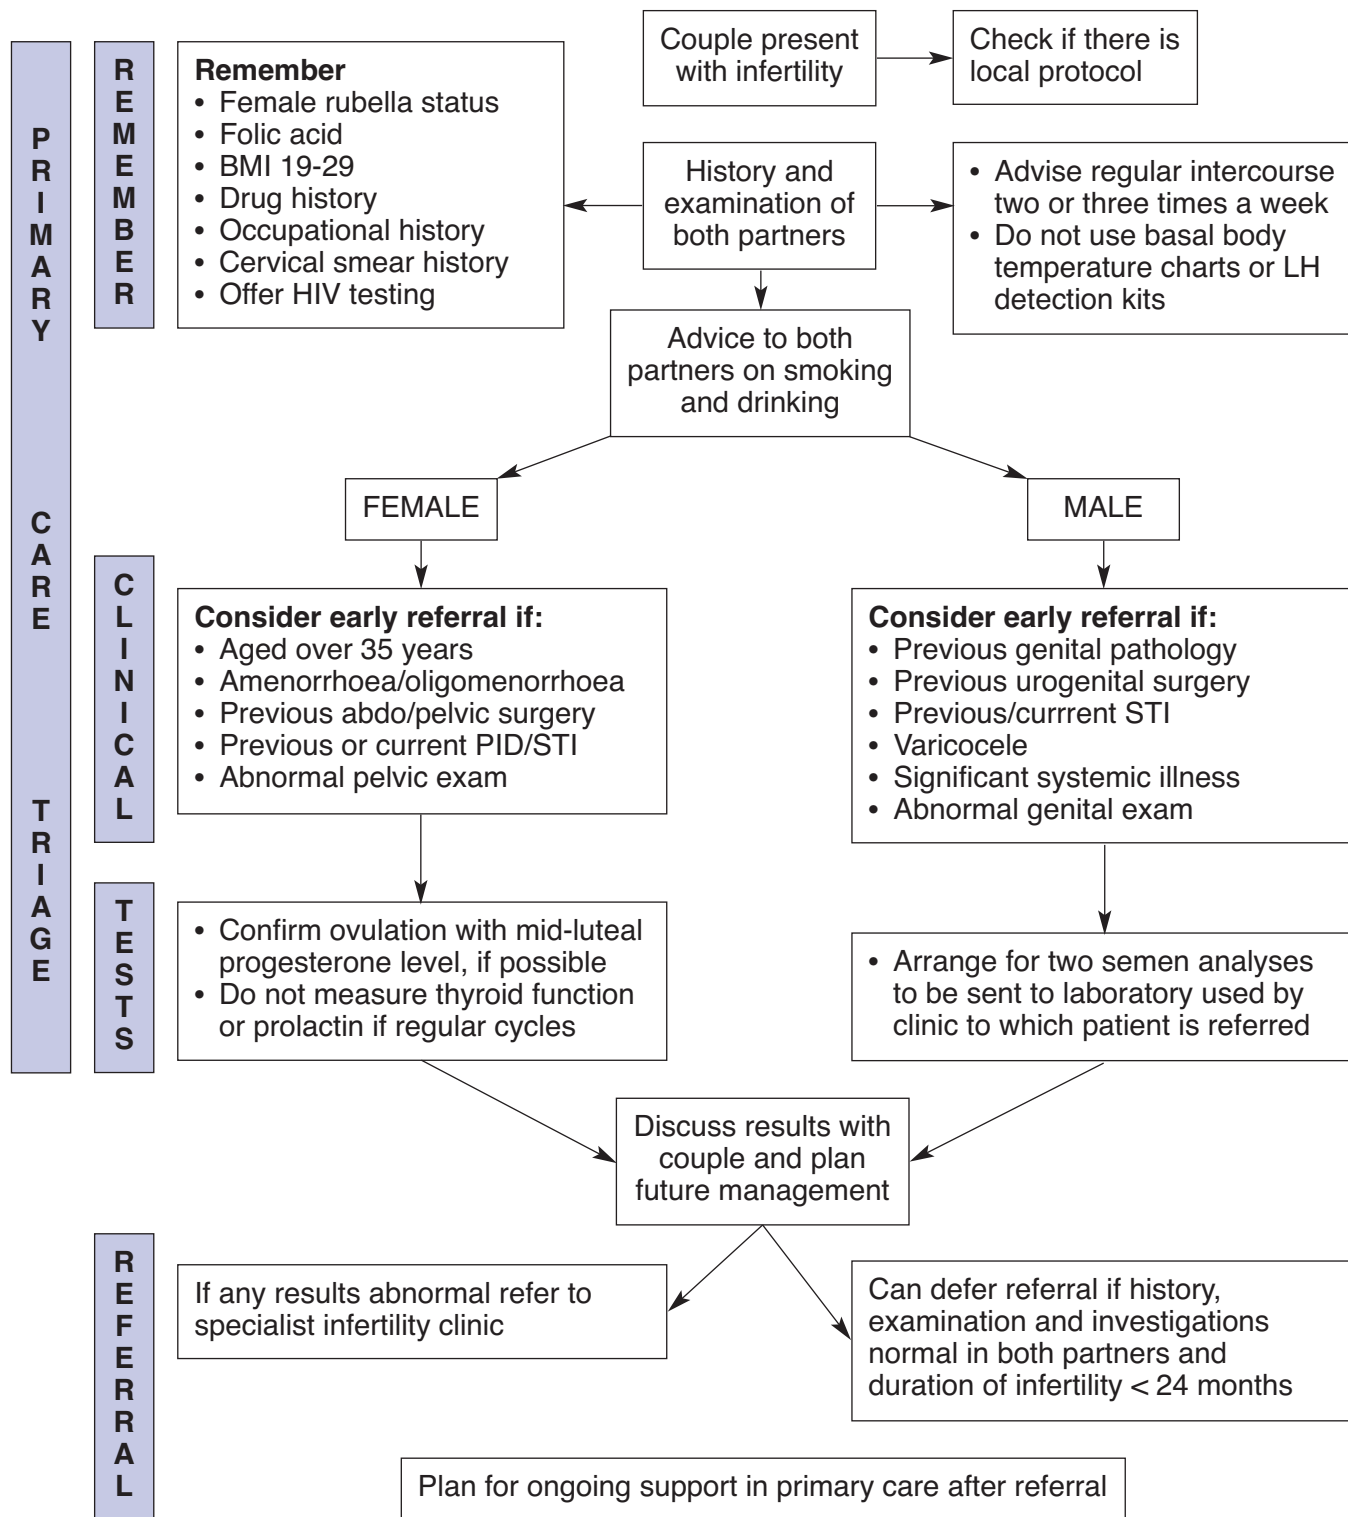 Couple present
with infertility
Check if there is
local protocol
PRIMARY
CARE
TRIAGE
REMEMBER
Remember
• Female rubella status
• Folic acid
• BMI 19-29
• Drug history
• Occupational history
• Cervical smear history
• Offer HIV testing
History and
examination of
both partners
• Advise regular intercourse
two or three times a week
• Do not use basal body
temperature charts or LH
detection kits
Advice to both
partners on smoking
and drinking
FEMALE
MALE
CLINICAL
Consider early referral if:
• Aged over 35 years
• Amenorrhoea/oligomenorrhoea
• Previous abdo/pelvic surgery
• Previous or current PID/STI
• Abnormal pelvic exam
Consider early referral if:
• Previous genital pathology
• Previous urogenital surgery
• Previous/currrent STI
• Varicocele
• Significant systemic illness
• Abnormal genital exam
TESTS
• Confirm ovulation with mid-luteal
progesterone level, if possible
• Do not measure thyroid function
or prolactin if regular cycles
• Arrange for two semen analyses
to be sent to laboratory used by
clinic to which patient is referred
Discuss results with
couple and plan
future management
REFERRAL
If any results abnormal refer to
specialist infertility clinic
Can defer referral if history,
examination and investigations
normal in both partners and
duration of infertility < 24 months
Plan for ongoing support in primary care after referral